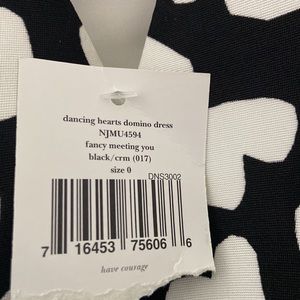 dancing hearts domino dress
NJMU4594
fancy meeting you
black/crm (017)
size 0
DNS3002
7 16453 75606 6
have courage